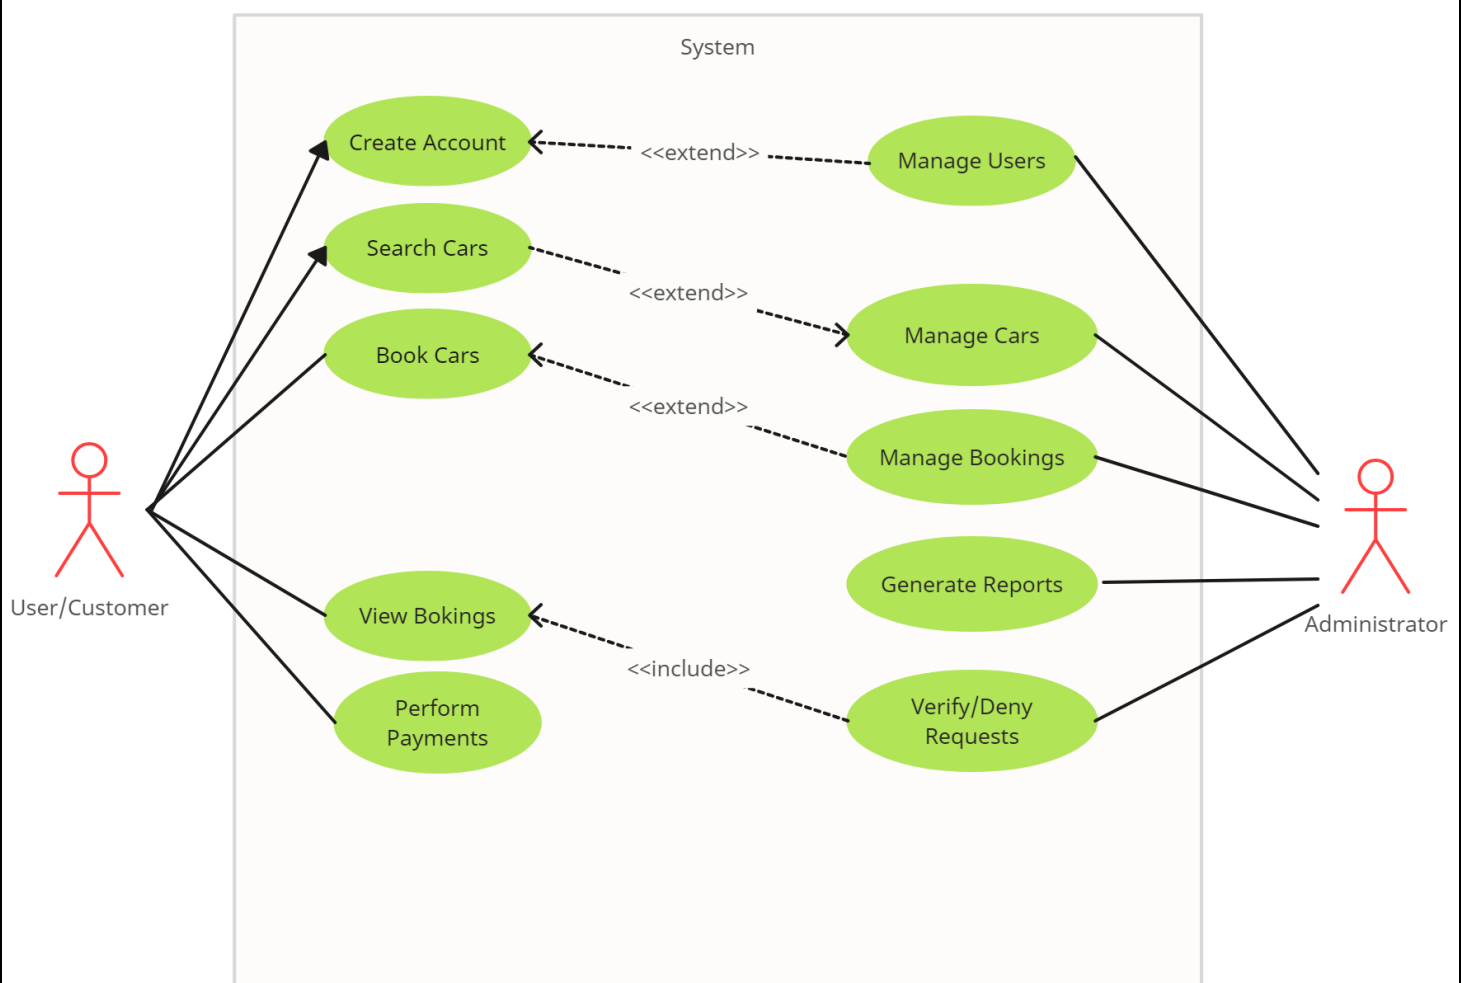 System
Create Account
<<extend>>
Manage Users
Search Cars
<<extend>>
Manage Cars
Book Cars
<<extend>>
Manage Bookings
Generate Reports
User/Customer
View Bokings
Administrator
<<include>>
Perform
Payments
Verify/Deny
Requests